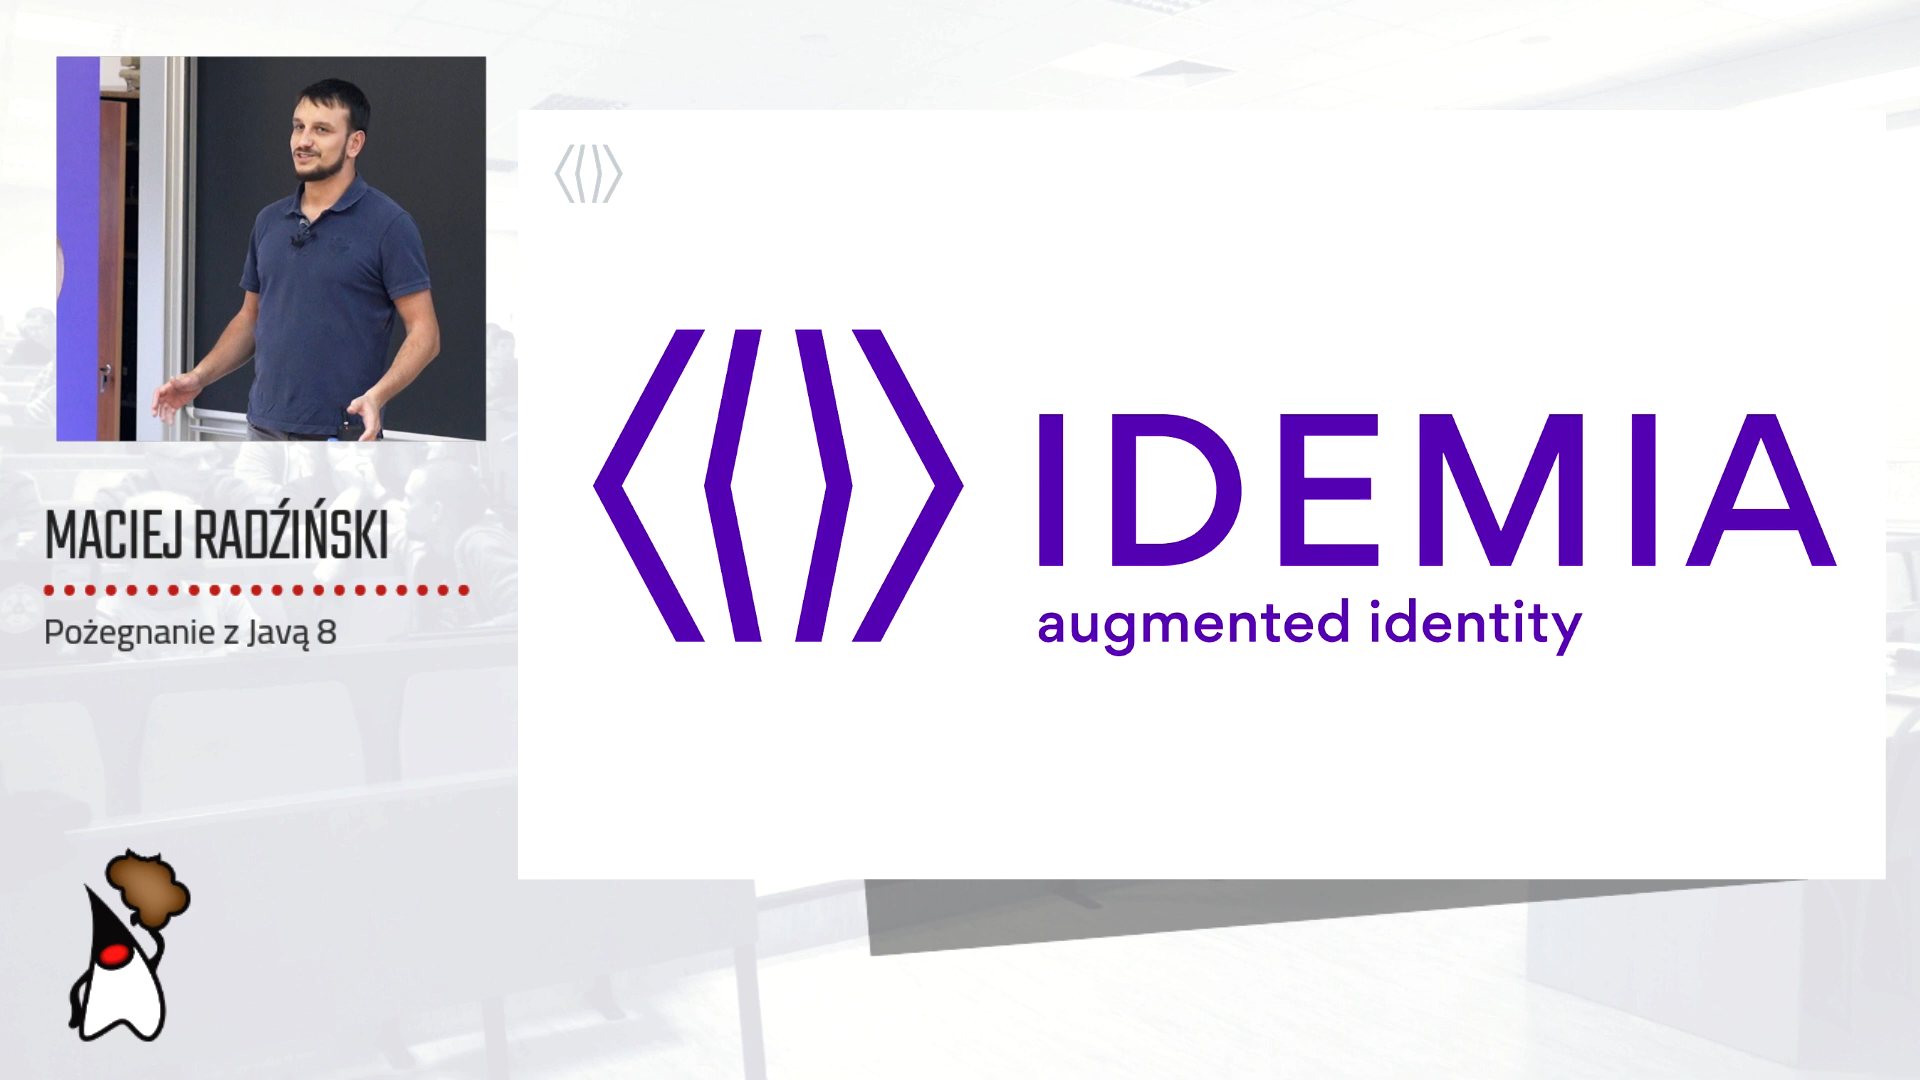 MACIEJ RADŹIŃSKI
Pożegnanie z Javą 8
IDEMIA
augmented identity